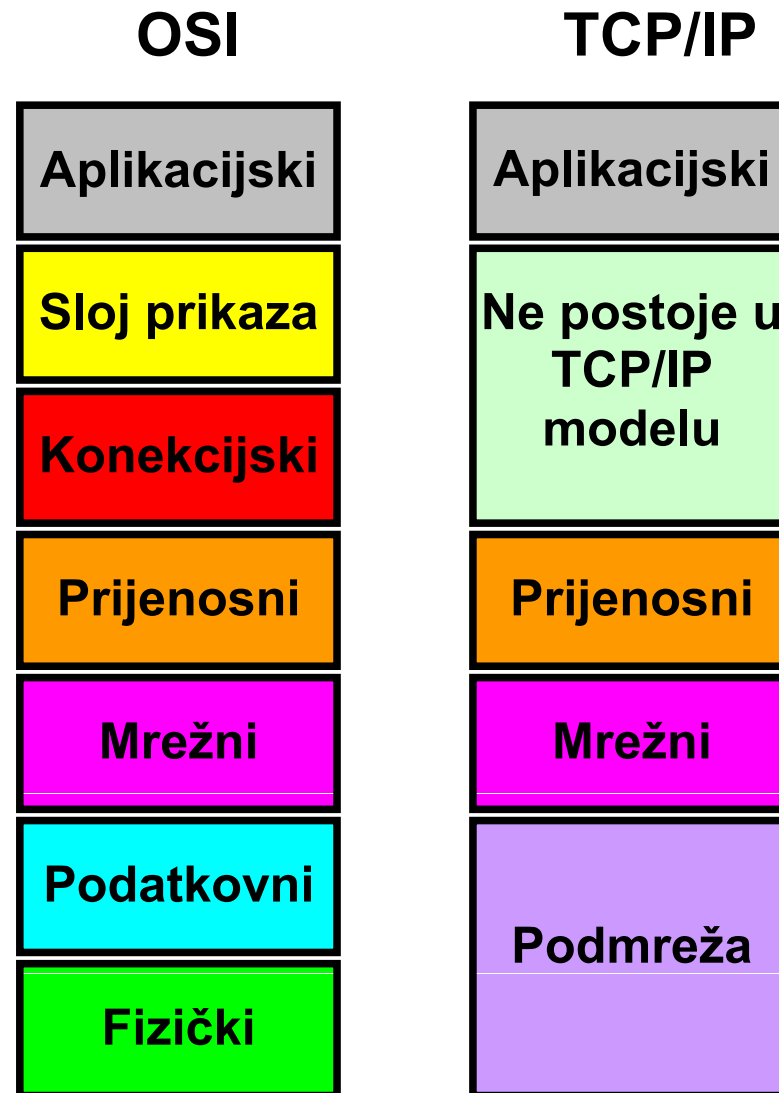 OSI
TCP/IP
Aplikacijski
Aplikacijski
Sloj prikaza
Ne postoje u
TCP/IP
modelu
Konekcijski
Prijenosni
Prijenosni
Mrežni
Mrežni
Podatkovni
Podmreža
Fizički